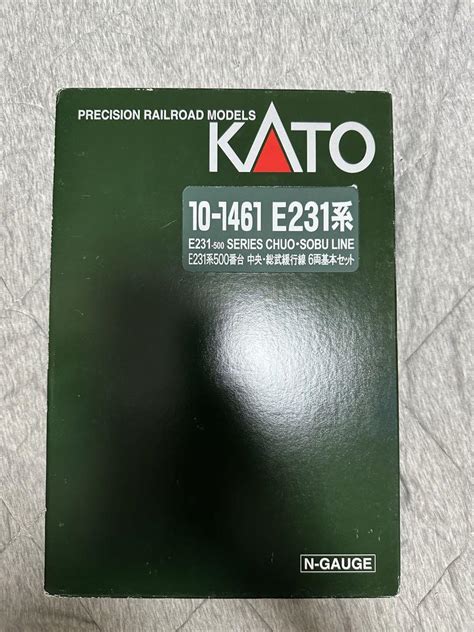 PRECISION RAILROAD MODELS
KATO
10-1461 E231系
E231-500 SERIES CHUO・SOBU LINE
E231系500番台 中央・総武緩行線 6両基本セット
N-GAUGE